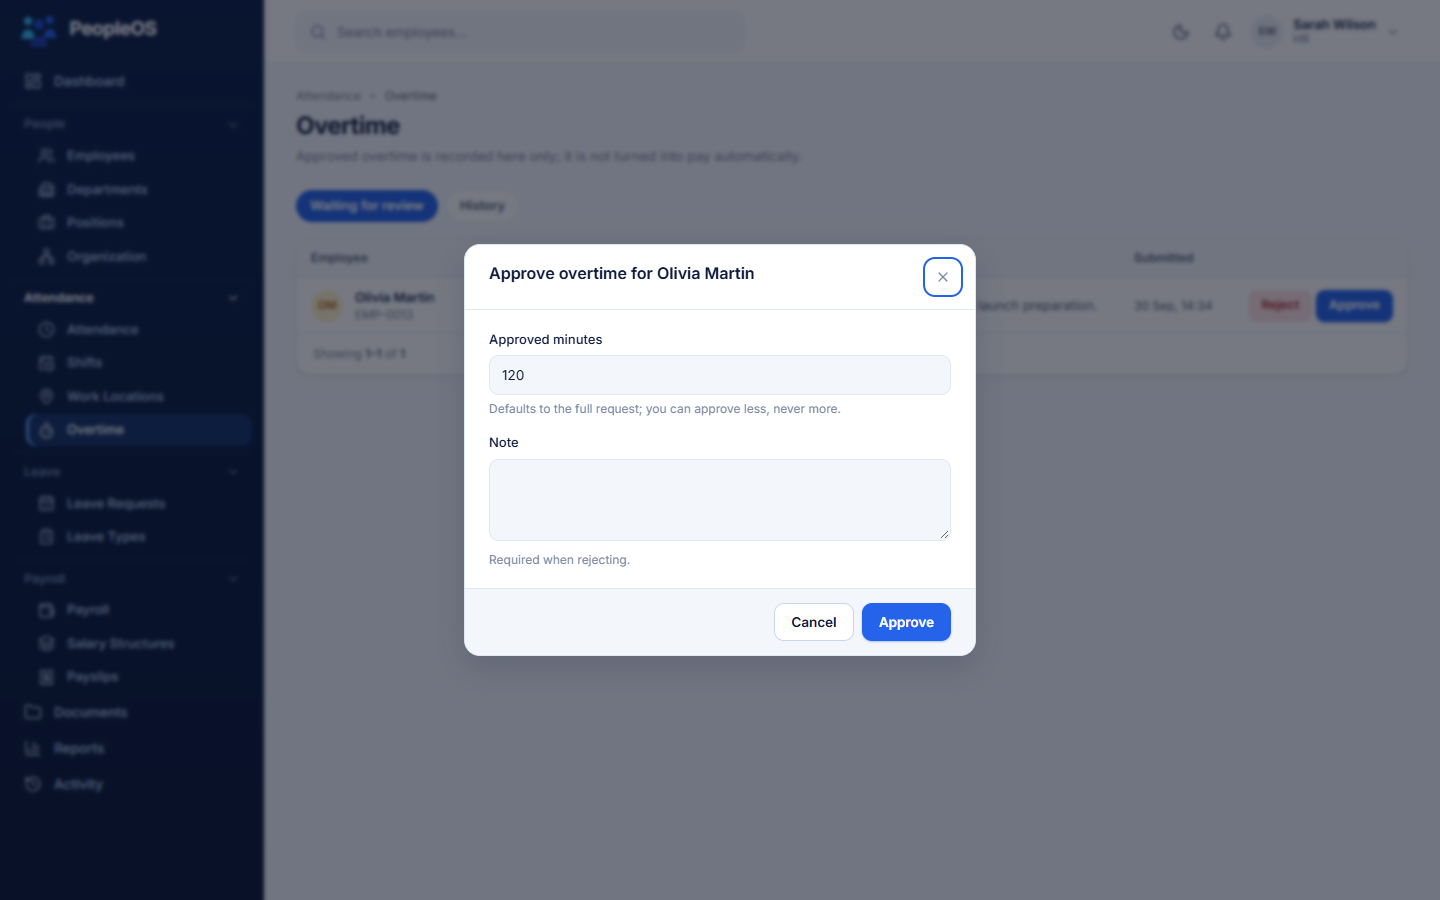 PeopleOS
Search employees...
SW
Sarah Wilson
HR
Dashboard
People
Employees
Departments
Positions
Organization
Attendance
Attendance
Shifts
Work Locations
Overtime
Leave
Leave Requests
Leave Types
Payroll
Payroll
Salary Structures
Payslips
Documents
Reports
Activity
Attendance > Overtime
Overtime
Approved overtime is recorded here only; it is not turned into pay automatically.
Waiting for review
History
Employee
Submitted
OM
Olivia Martin
EMP-0013
launch preparation.
30 Sep, 14:34
Reject
Approve
Showing 1-1 of 1
Approve overtime for Olivia Martin
Approved minutes
120
Defaults to the full request; you can approve less, never more.
Note
Required when rejecting.
Cancel
Approve